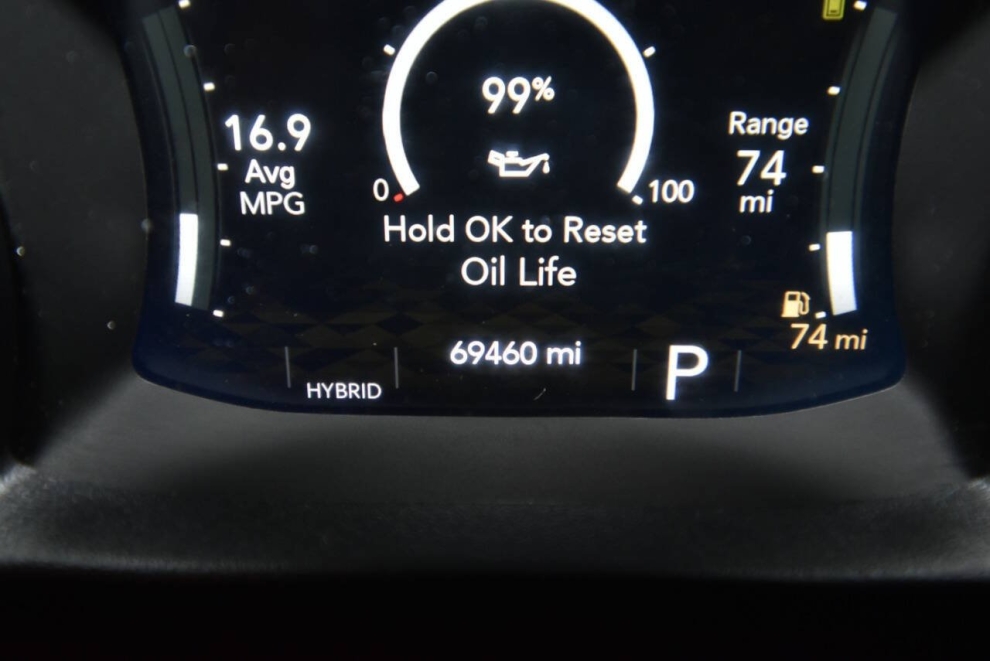 99%
16.9
Avg
MPG
Range
74
mi
0
100
Hold OK to Reset
Oil Life
74 mi
69460 mi
P
HYBRID